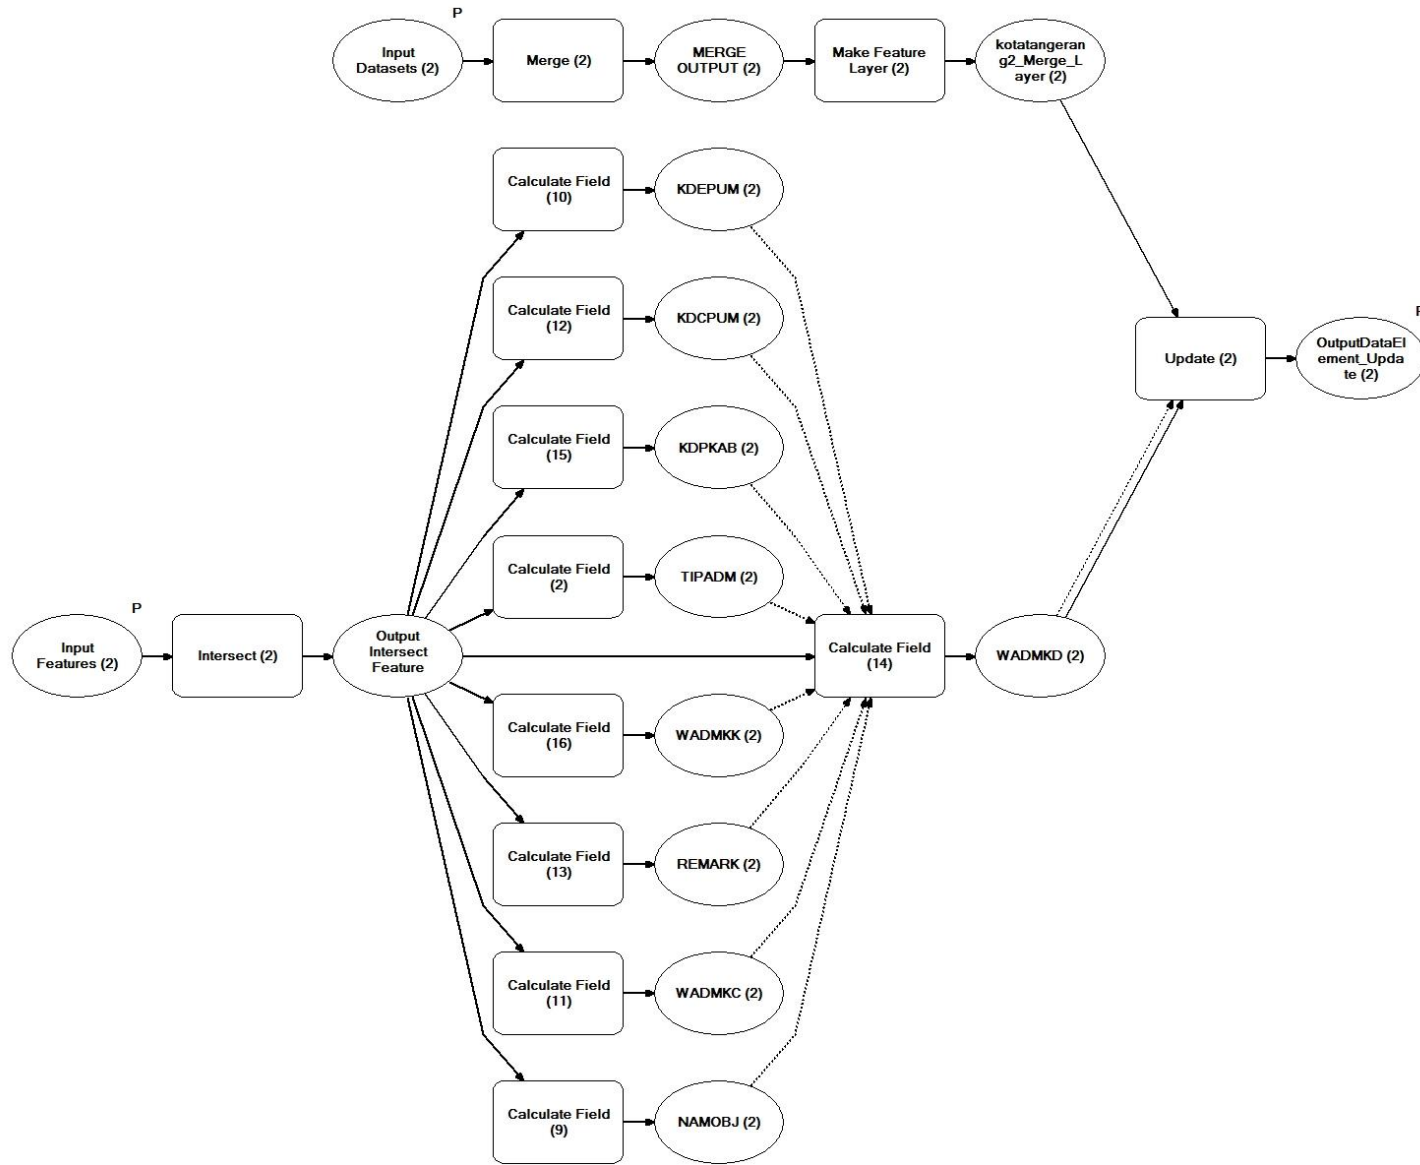 P
Input
Datasets (2)
Merge (2)
MERGE
OUTPUT (2)
Make Feature
Layer (2)
kotatangeran
g2_Merge_L
ayer (2)
Calculate Field
(10)
KDEPUM (2)
Calculate Field
(12)
KDCPUM (2)
P
Update (2)
OutputDataEl
ement_Upda
te (2)
Calculate Field
(15)
KDPKAB (2)
Calculate Field
(2)
TIPADM (2)
P
Input
Features (2)
Intersect (2)
Output
Intersect
Feature
Calculate Field
(14)
WADMKD (2)
Calculate Field
(16)
WADMKK (2)
Calculate Field
(13)
REMARK (2)
Calculate Field
(11)
WADMKC (2)
Calculate Field
(9)
NAMOBJ (2)